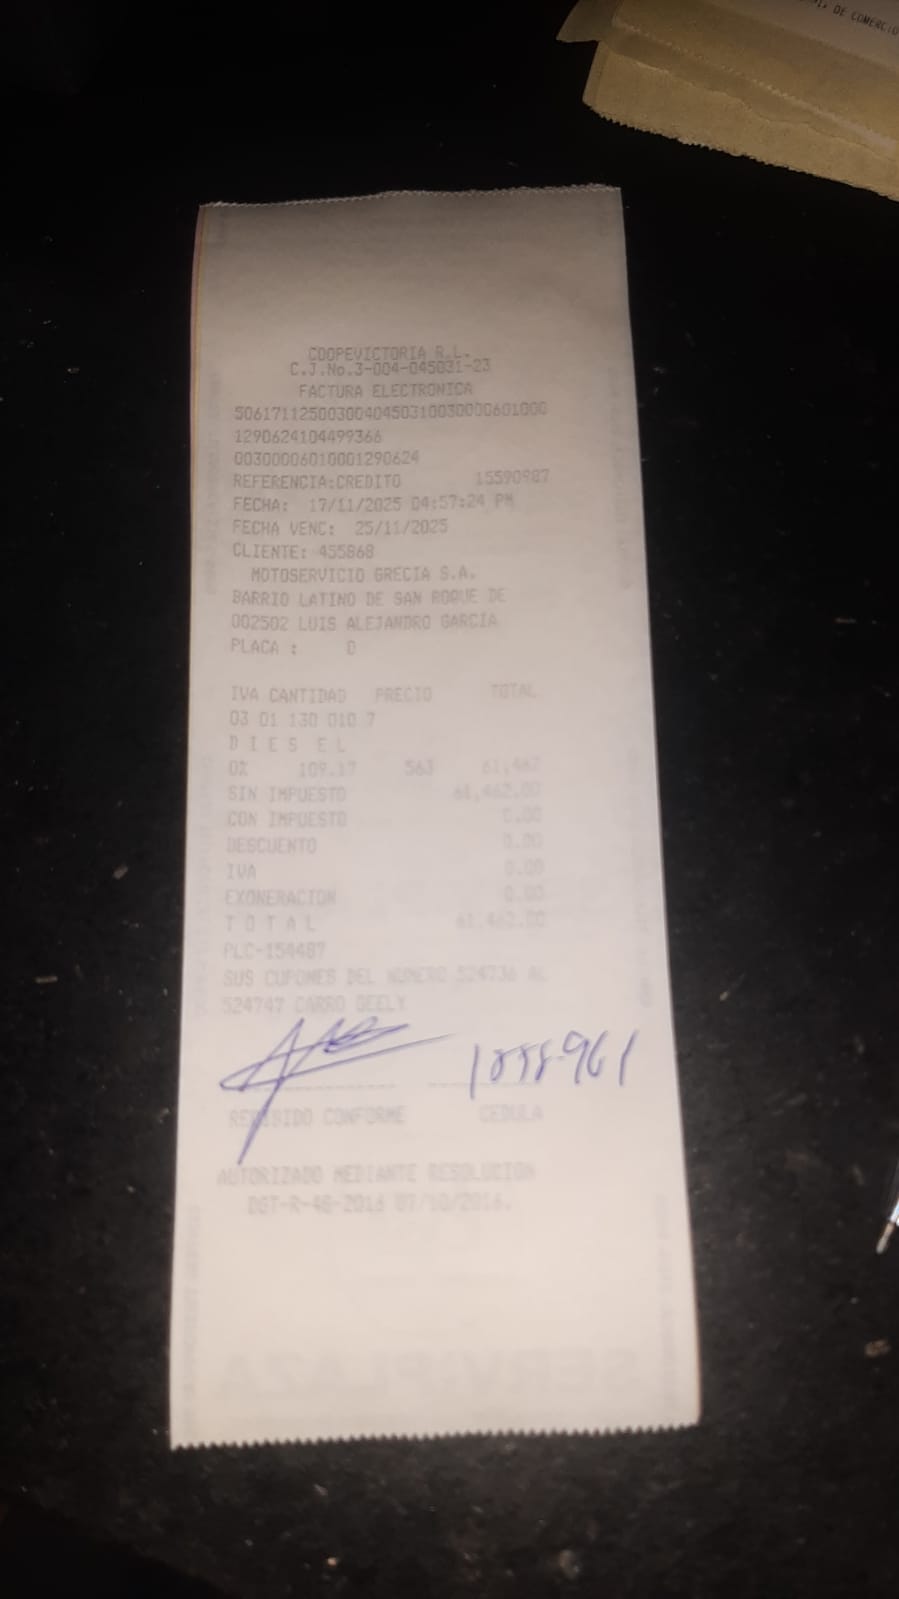 DE COMERCIO
COOPEVICTORIA R.L.
C.J.No.3-004-045031-23
FACTURA ELECTRONICA
50617112500300404503100300000601000
1290624104499366
00300006010001290624
REFERENCIA:CREDITO 15590987
FECHA: 17/11/2025 04:57:24 PM
FECHA VENC: 25/11/2025
CLIENTE: 455868
MOTOSERVICIO GRECIA S.A.
BARRIO LATINO DE SAN ROQUE DE
002502 LUIS ALEJANDRO GARCIA
PLACA : 0
IVA CANTIDAD PRECIO TOTAL
03 01 130 010 7
D I E S EL
0% 109.17 563 61,462
SIN IMPUESTO 61,462.00
CON IMPUESTO 0.00
DESCUENTO 0.00
IVA 0.00
EXONERACION 0.00
T O T A L 61,462.00
PLC-154487
SUS CUPONES DEL NUMERO 524736 AL
524747 CARRO GEELY
RECIBIDO CONFORME CEDULA
AUTORIZADO MEDIANTE RESOLUCION
DGT-R-48-2016 07/10/2016.
SERVIPLAZA